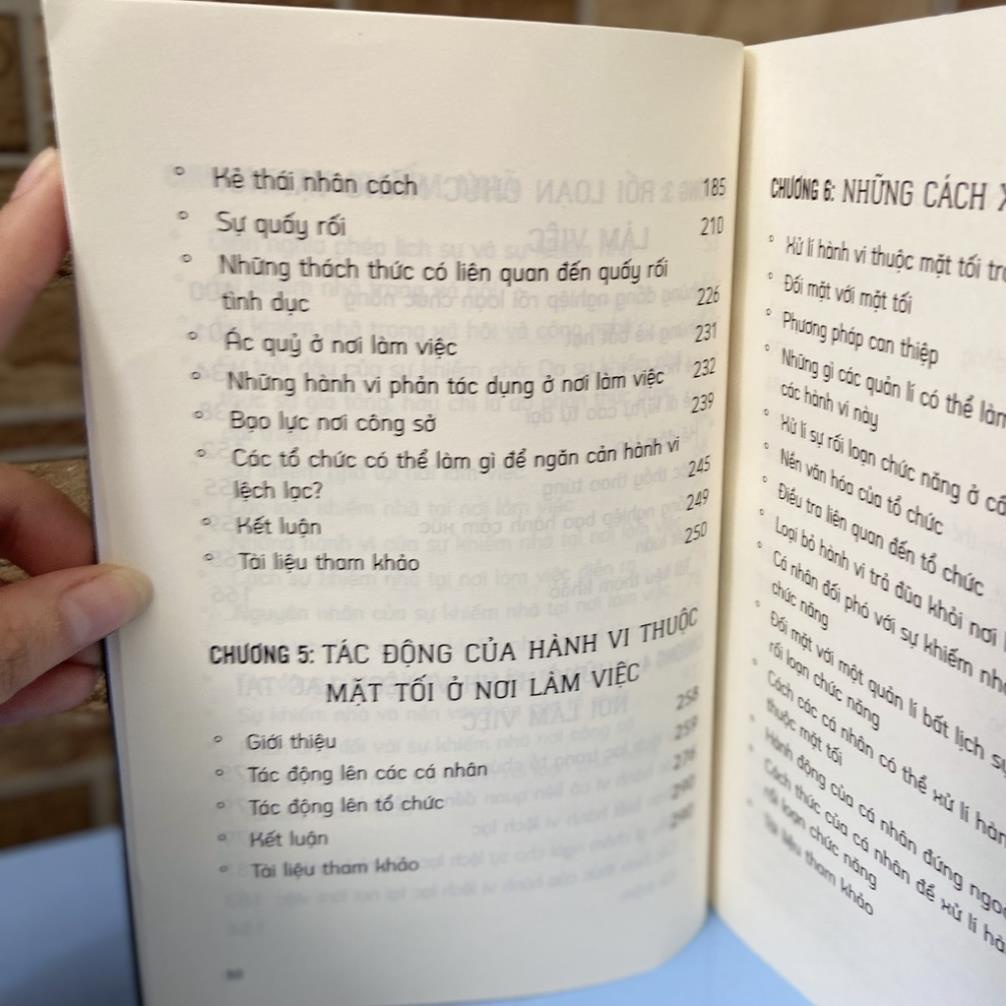 ° Kẻ thái nhân cách 185
° Sự quấy rối 210
° Những thách thức có liên quan đến quấy rối
tình dục 226
° Ác quỷ ở nơi làm việc 231
° Những hành vi phản tác dụng ở nơi làm việc 232
° Bạo lực nơi công sở 239
° Các tổ chức có thể làm gì để ngăn cản hành vi
lệch lạc? 245
° Kết luận 249
° Tài liệu tham khảo 250
CHƯƠNG 5: TÁC ĐỘNG CỦA HÀNH VI THUỘC
MẶT TỐI Ở NƠI LÀM VIỆC
° Giới thiệu 258
° Tác động lên các cá nhân 259
° Tác động lên tổ chức 276
° Kết luận 290
° Tài liệu tham khảo
CHƯƠNG 6: NHỮNG CÁCH
° Xử lí hành vi thuộc mặt tối
° Đối mặt với mặt tối
° Phương pháp can thiệp
° Những gì các quản lí có thể làm
các hành vi này
° Xử lí sự rối loạn chức năng ở
° Nền văn hóa của tổ chức
° Điều tra liên quan đến tổ chức
° Loại bỏ hành vi trả đũa khỏi nơi
° Cá nhân đối phó với sự khiếm
chức năng
° Đối mặt với một quản lí bất lịch
rối loạn chức năng
° Cách các cá nhân có thể xử lí
thuộc mặt tối
° Hành động của cá nhân đứng
° Cách thức của cá nhân để xử lí
rối loạn chức năng
° Tài liệu tham khảo